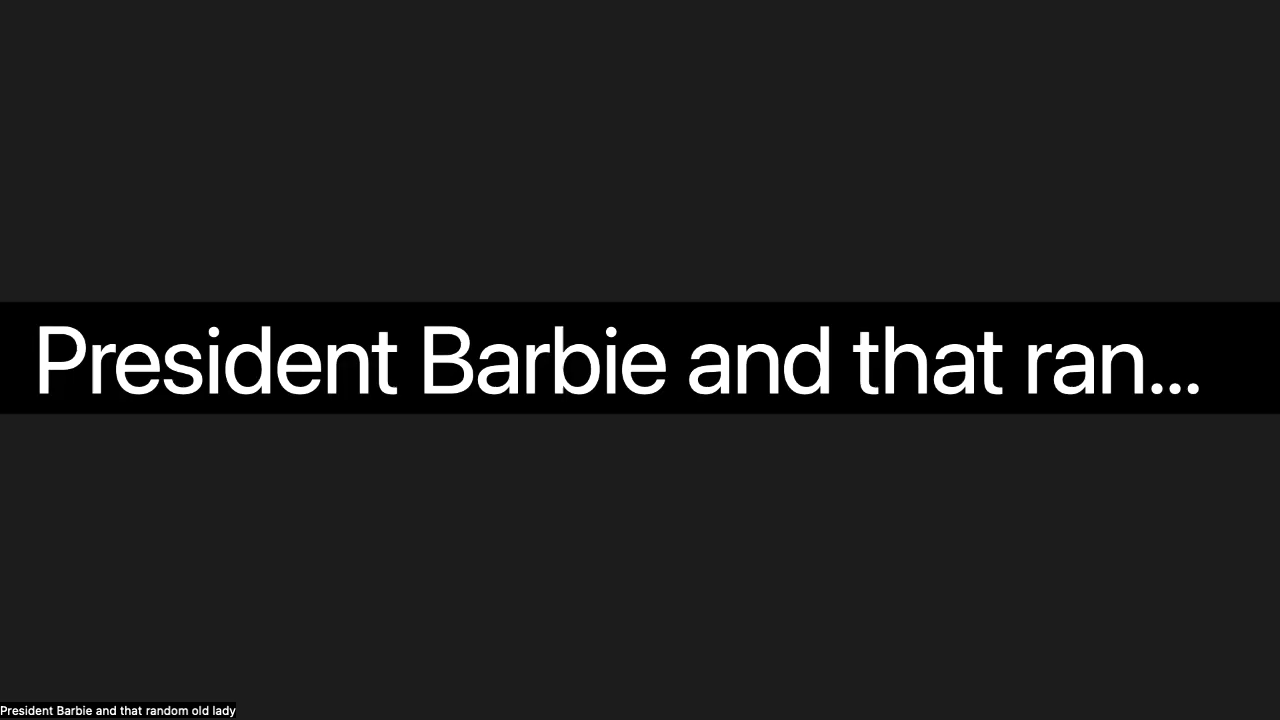 President Barbie and that ran...
President Barbie and that random old lady